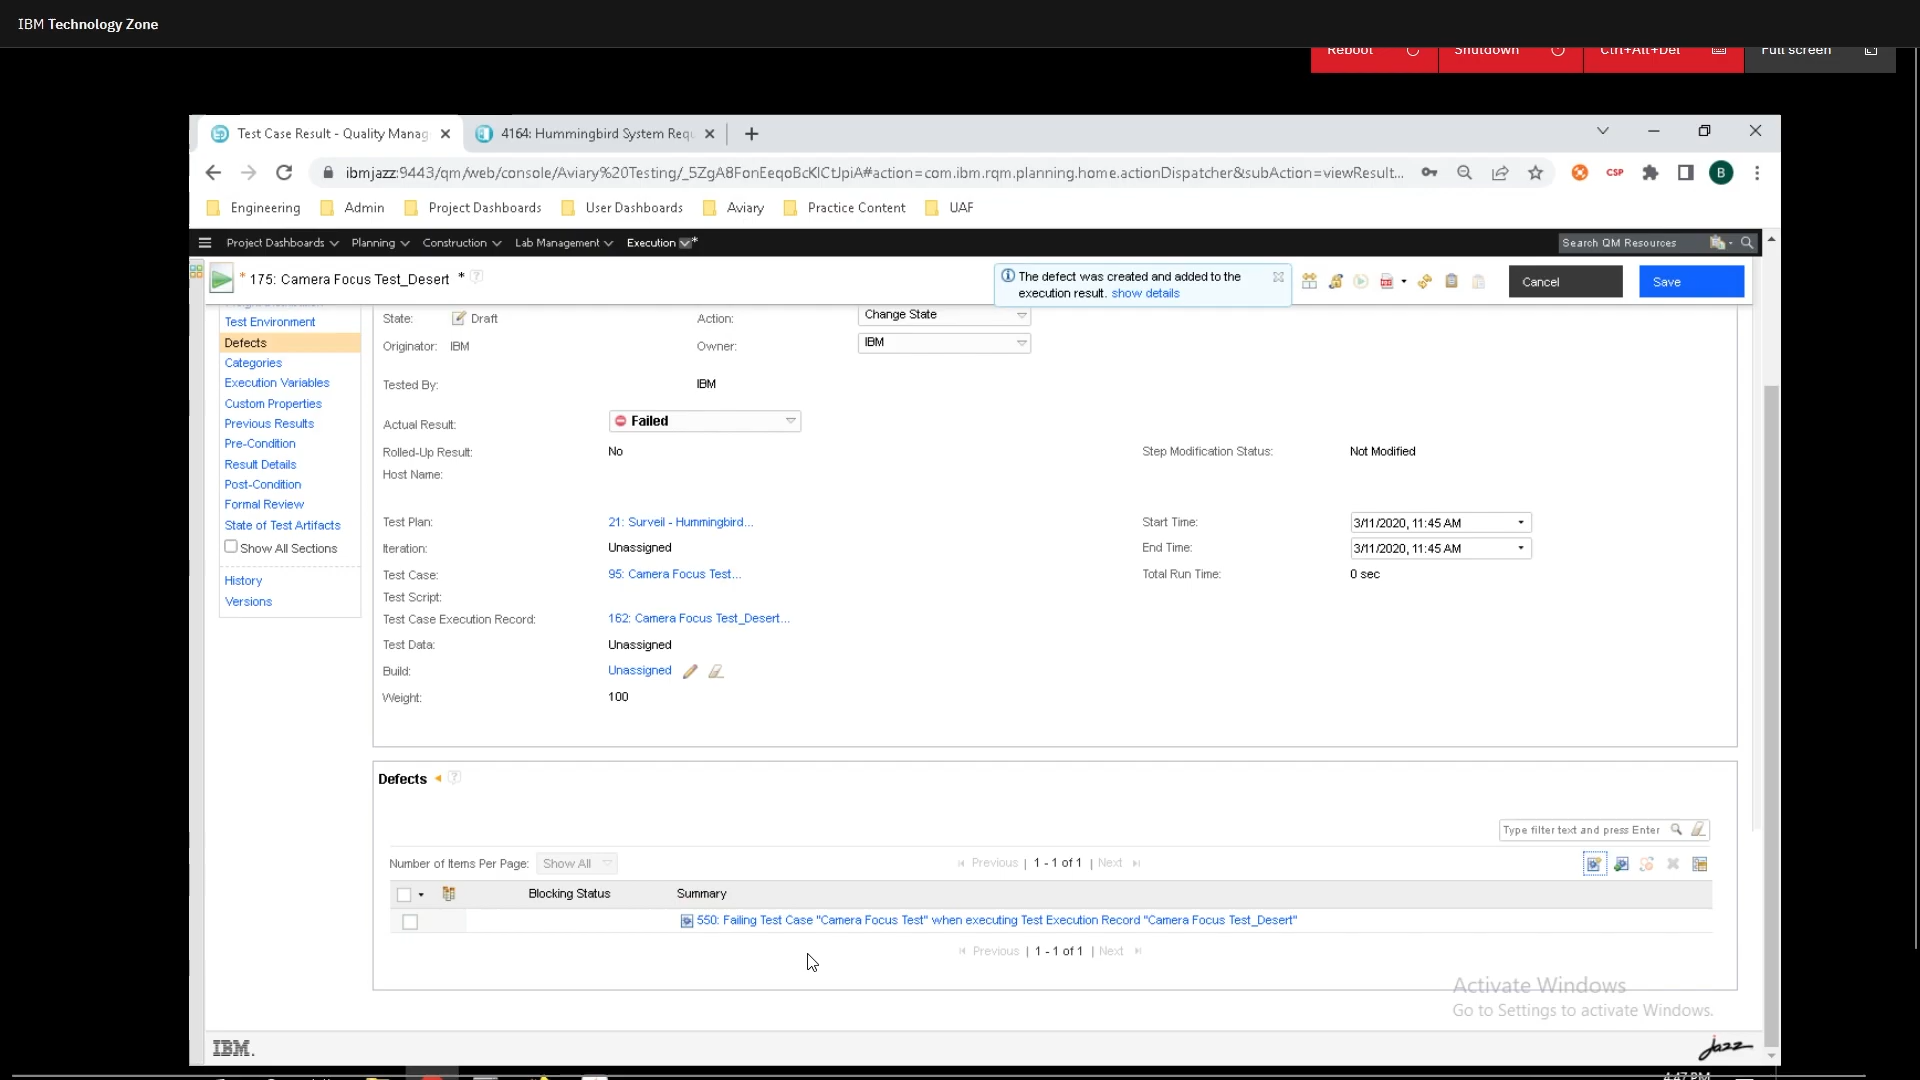 IBM Technology Zone
Reboot Shutdown Ctrl+Alt+Del Full screen
Test Case Result - Quality Manag
4164: Hummingbird System Requ
ibmjazz:9443/qm/web/console/Aviary%20Testing/_5ZgA8FonEeqoBcKlCtJpiA#action=com.ibm.rqm.planning.home.actionDispatcher&subAction=viewResult...
CSP
B
Engineering Admin Project Dashboards User Dashboards Aviary Practice Content UAF
Project Dashboards Planning Construction Lab Management Execution * Search QM Resources
* 175: Camera Focus Test_Desert * ?
The defect was created and added to the
execution result. show details
Cancel Save
Test Environment
Defects
Categories
Execution Variables
Custom Properties
Previous Results
Pre-Condition
Result Details
Post-Condition
Formal Review
State of Test Artifacts
Show All Sections
History
Versions
State: Draft Action: Change State
Originator: IBM Owner: IBM
Tested By: IBM
Actual Result: Failed
Rolled-Up Result: No Step Modification Status: Not Modified
Host Name:
Test Plan: 21: Surveil - Hummingbird... Start Time: 3/11/2020, 11:45 AM
Iteration: Unassigned End Time: 3/11/2020, 11:45 AM
Test Case: 95: Camera Focus Test... Total Run Time: 0 sec
Test Script:
Test Case Execution Record: 162: Camera Focus Test_Desert...
Test Data: Unassigned
Build: Unassigned
Weight: 100
Defects ?
Type filter text and press Enter
Number of Items Per Page: Show All Previous | 1 - 1 of 1 | Next
Blocking Status Summary
550: Failing Test Case "Camera Focus Test" when executing Test Execution Record "Camera Focus Test_Desert"
Previous | 1 - 1 of 1 | Next
Activate Windows
Go to Settings to activate Windows.
IBM. Jazz
4:47 PM